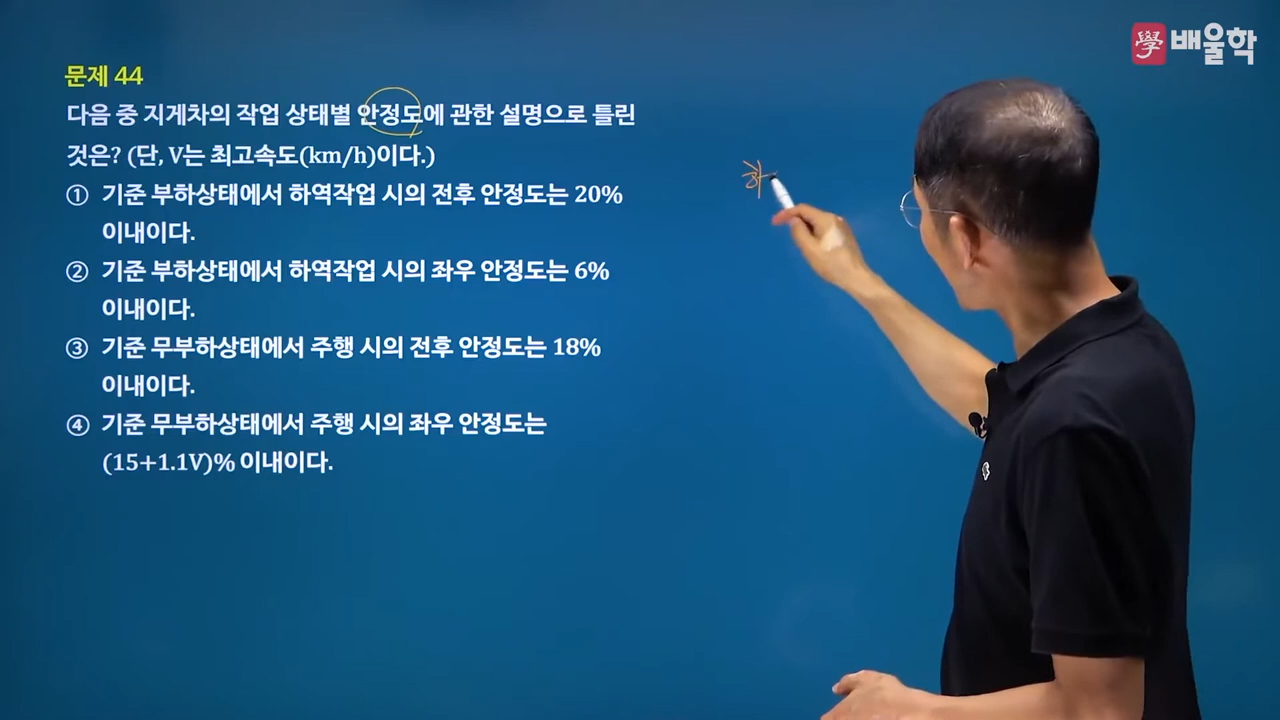 學 배울학
문제 44
다음 중 지게차의 작업 상태별 안정도에 관한 설명으로 틀린
것은? (단, V는 최고속도(km/h)이다.)
① 기준 부하상태에서 하역작업 시의 전후 안정도는 20%
이내이다.
② 기준 부하상태에서 하역작업 시의 좌우 안정도는 6%
이내이다.
③ 기준 무부하상태에서 주행 시의 전후 안정도는 18%
이내이다.
④ 기준 무부하상태에서 주행 시의 좌우 안정도는
(15+1.1V)% 이내이다.
하